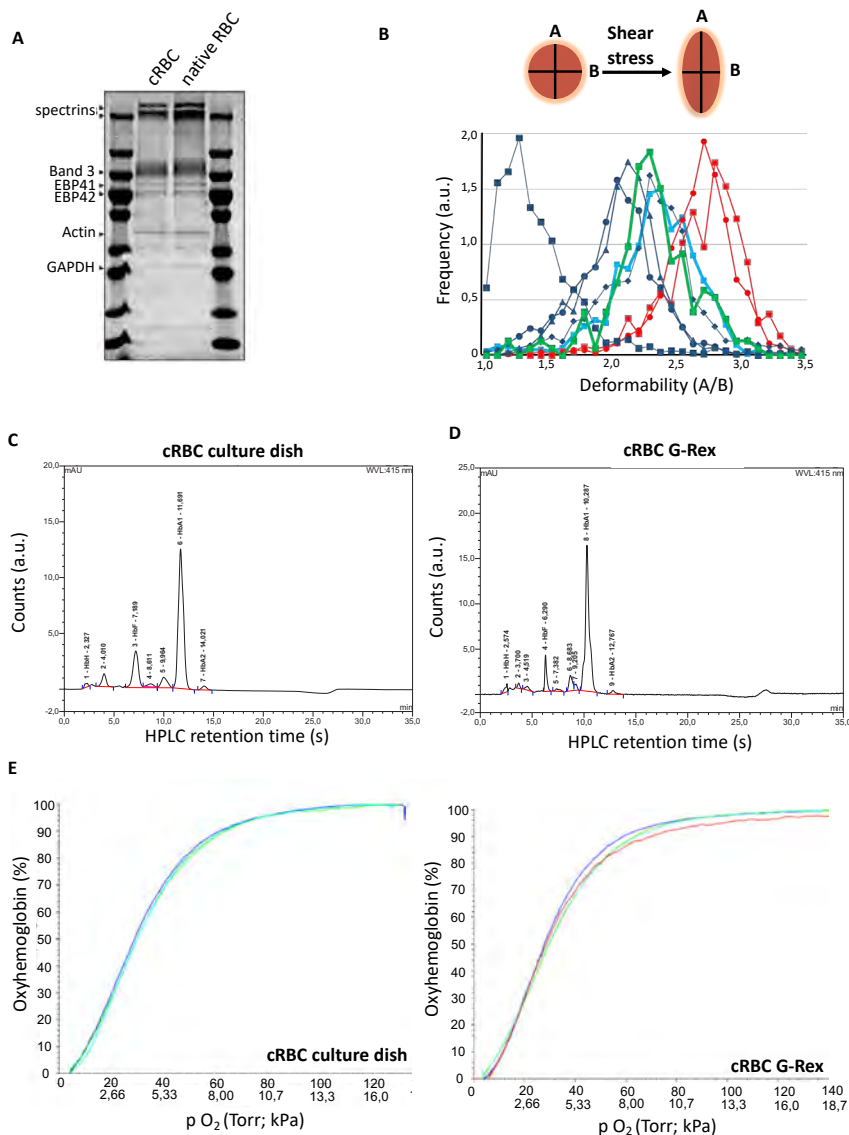 A
cRBC
native RBC
spectrins
Band 3
EBP41
EBP42
Actin
GAPDH
B
A
B
Shear
stress
A
B
Frequency (a.u.)
2,0
1,5
1,0
0,5
0
1,0
1,5
2,0
2,5
3,0
3,5
Deformability (A/B)
C
cRBC culture dish
20,0
mAU
WVL:415 nm
15,0
10,0
5,0
-2,0
Counts (a.u.)
1 - HbH - 2,327
2 - 4,010
3 - HbF - 7,189
4 - 8,611
5 - 9,964
6 - HbA1 - 11,691
7 - HbA2 - 14,021
min
0,0
5,0
10,0
15,0
20,0
25,0
30,0
35,0
HPLC retention time (s)
D
cRBC G-Rex
25,0
mAU
WVL:415 nm
20,0
15,0
10,0
5,0
-2,0
Counts (a.u.)
1 - HbH - 2,574
2 - 3,700
3 - 4,519
4 - HbF - 6,290
5 - 7,382
6 - 8,683
7 - 9,205
8 - HbA1 - 10,287
9 - HbA2 - 12,767
min
0,0
5,0
10,0
15,0
20,0
25,0
30,0
35,0
HPLC retention time (s)
E
Oxyhemoglobin (%)
100
90
80
70
60
50
40
30
20
10
0
cRBC culture dish
0 20 40 60 80 100 120
2,66 5,33 8,00 10,7 13,3 16,0
p O2 (Torr; kPa)
Oxyhemoglobin (%)
100
90
80
70
60
50
40
30
20
10
0
cRBC G-Rex
0 20 40 60 80 100 120 140
2,66 5,33 8,00 10,7 13,3 16,0 18,7
p O2 (Torr; kPa)